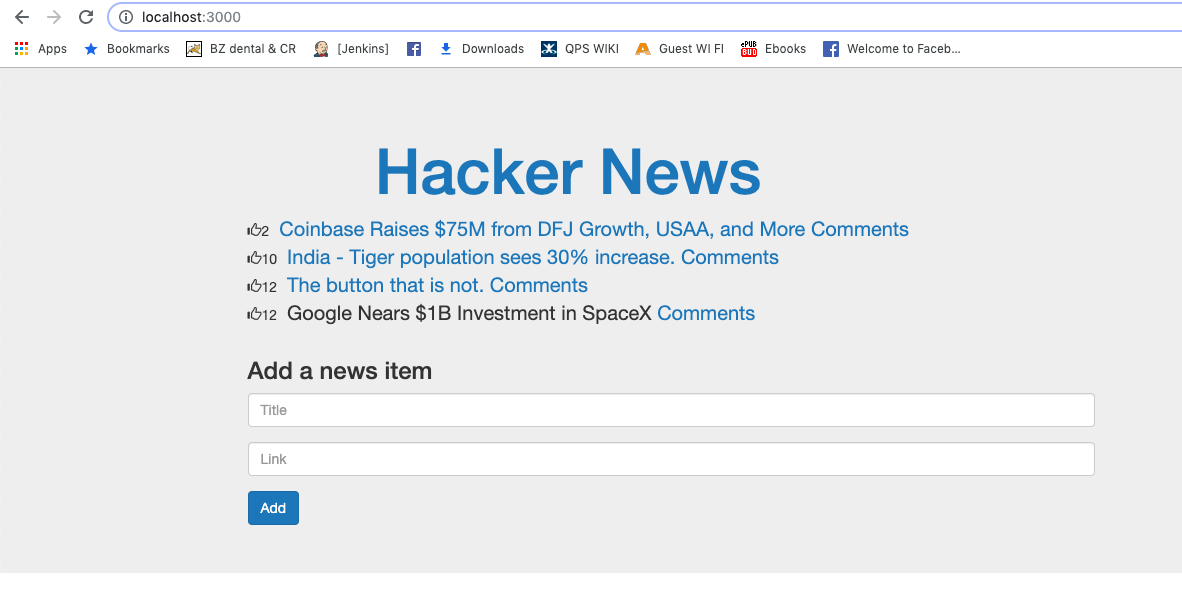 localhost:3000
Apps Bookmarks BZ dental & CR [Jenkins] Downloads QPS WIKI Guest WI FI ePUB BUD Ebooks Welcome to Faceb...
Hacker News
2 Coinbase Raises $75M from DFJ Growth, USAA, and More Comments
10 India - Tiger population sees 30% increase. Comments
12 The button that is not. Comments
12 Google Nears $1B Investment in SpaceX Comments
Add a news item
Title
Link
Add